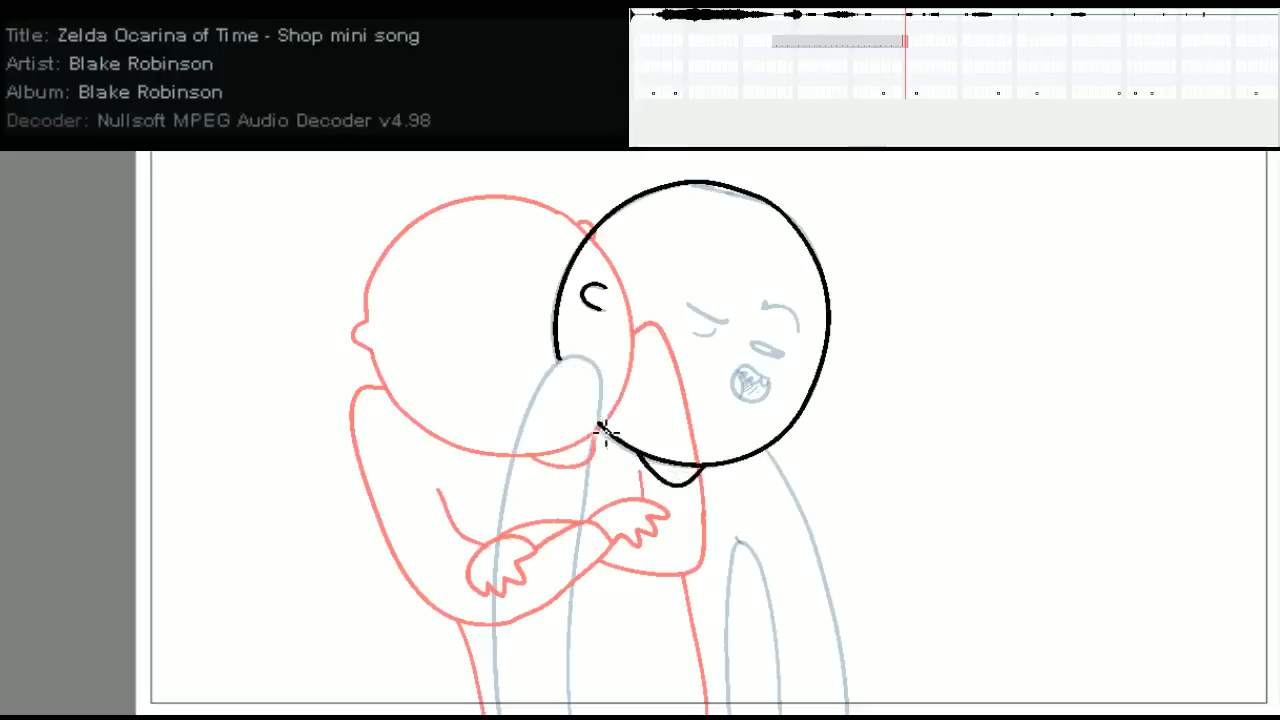 Title: Zelda Ocarina of Time - Shop mini song
Artist: Blake Robinson
Album: Blake Robinson
Decoder: Nullsoft MPEG Audio Decoder v4.98